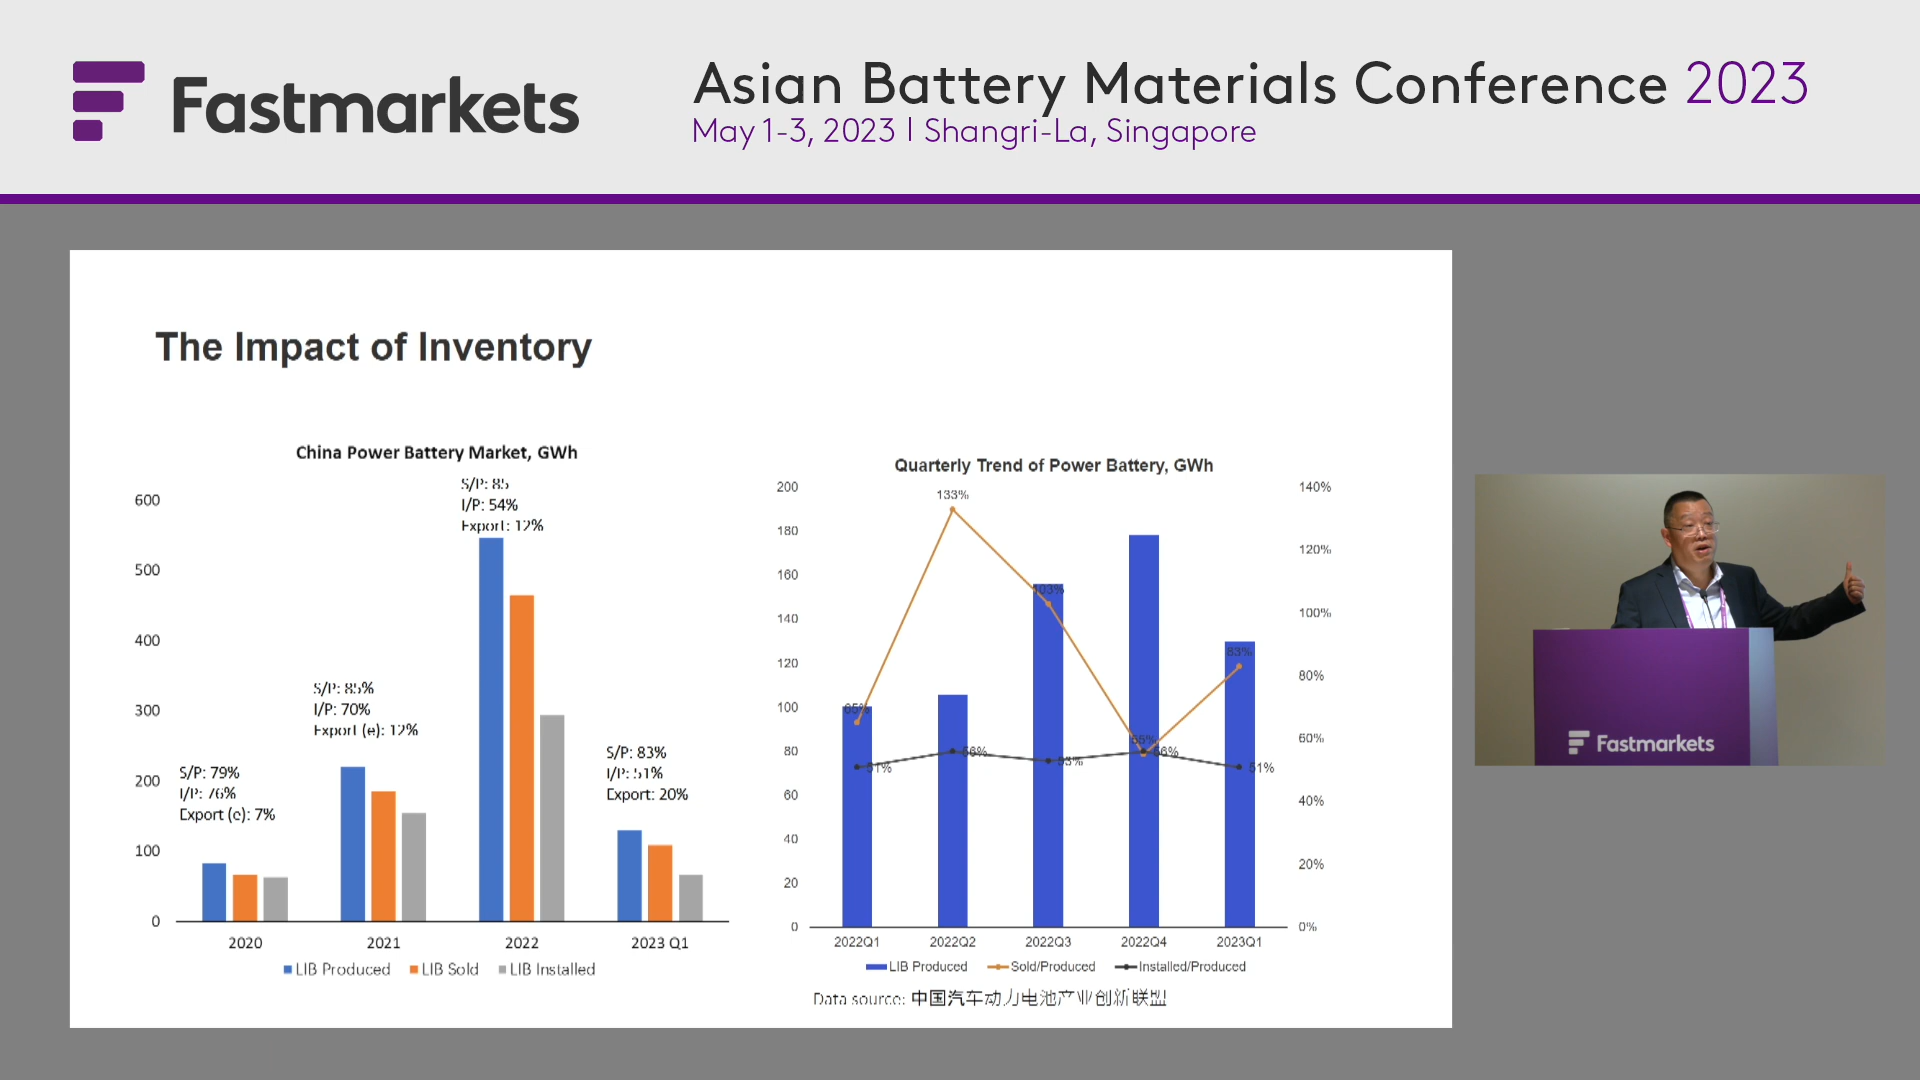 Fastmarkets
Asian Battery Materials Conference 2023
May 1-3, 2023 | Shangri-La, Singapore
The Impact of Inventory
China Power Battery Market, GWh
600
500
400
300
200
100
0
S/P: 79%
I/P: 76%
Export (e): 7%
S/P: 85%
I/P: 70%
Export (e): 12%
S/P: 85
I/P: 54%
Export: 12%
S/P: 83%
I/P: 51%
Export: 20%
2020
2021
2022
2023 Q1
LIB Produced
LIB Sold
LIB Installed
Quarterly Trend of Power Battery, GWh
200
180
160
140
120
100
80
60
40
20
0
140%
120%
100%
80%
60%
40%
20%
0%
65%
133%
103%
83%
51%
56%
53%
56%
51%
2022Q1
2022Q2
2022Q3
2022Q4
2023Q1
LIB Produced
Sold/Produced
Installed/Produced
Data source: 中国汽车动力电池产业创新联盟
Fastmarkets